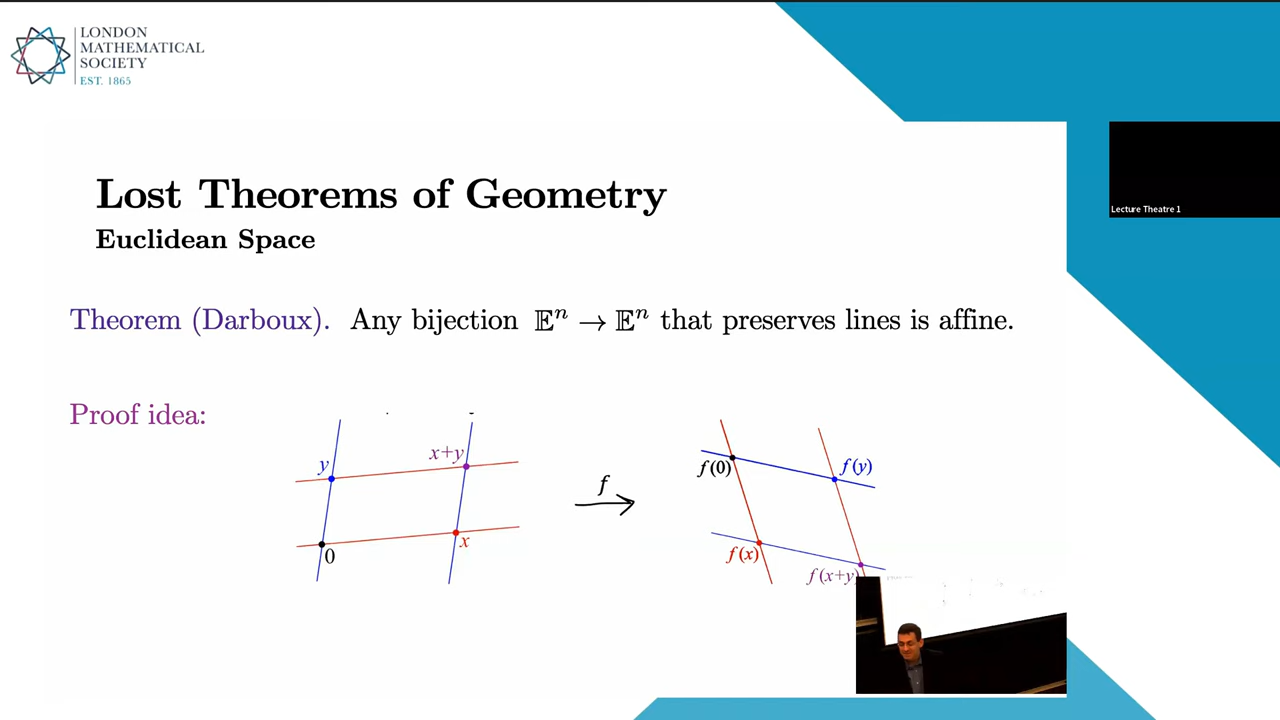 LONDON
MATHEMATICAL
SOCIETY
EST. 1865
Lecture Theatre 1
Lost Theorems of Geometry
Euclidean Space
Theorem (Darboux). Any bijection 𝔼ⁿ → 𝔼ⁿ that preserves lines is affine.
Proof idea:
y
x+y
0
x
f
f(0)
f(y)
f(x)
f(x+y)